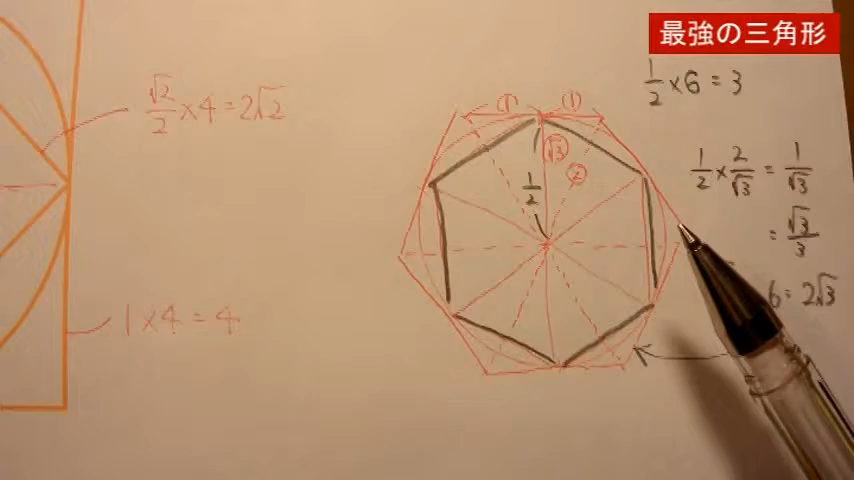 最強の三角形
√2/2 × 4 = 2√2
1 × 4 = 4
① ①
√3
②
1/2
1/2 × 6 = 3
1/2 × 2/√3 = 1/√3
= √3/3
6 = 2√3